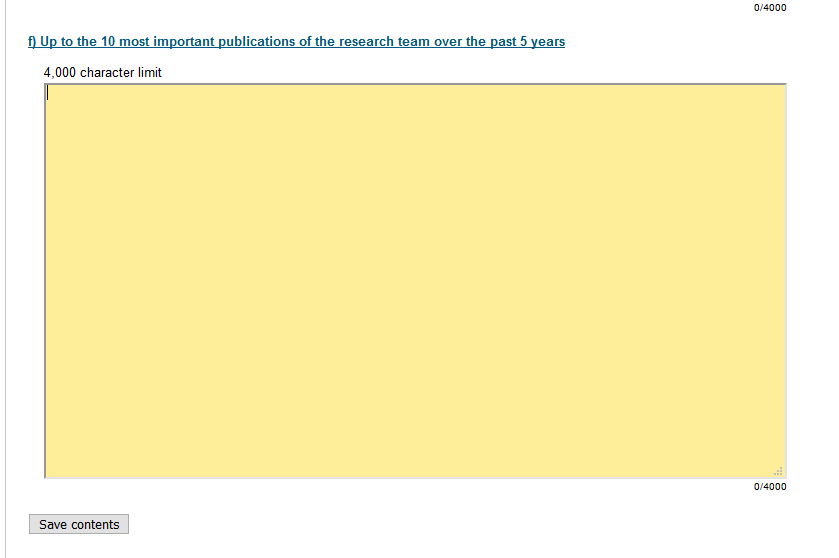 0/4000
f) Up to the 10 most important publications of the research team over the past 5 years
4,000 character limit
0/4000
Save contents